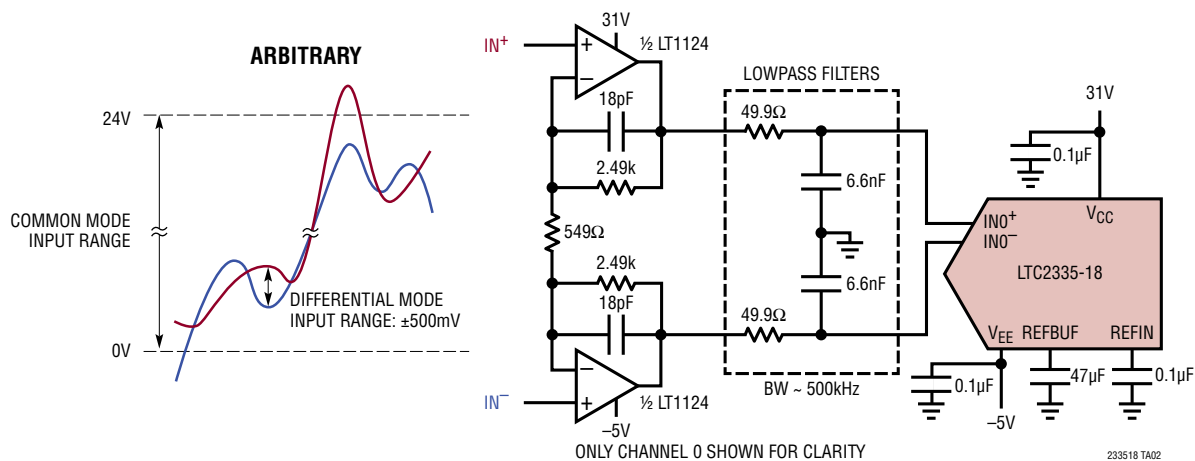 ARBITRARY
24V
COMMON MODE
INPUT RANGE
DIFFERENTIAL MODE
INPUT RANGE: ±500mV
0V
IN+
31V
½ LT1124
+
–
18pF
2.49k
549Ω
2.49k
18pF
–
+
½ LT1124
IN–
–5V
LOWPASS FILTERS
49.9Ω
6.6nF
6.6nF
49.9Ω
BW ~ 500kHz
31V
0.1µF
VCC
IN0+
IN0–
LTC2335-18
VEE
REFBUF
REFIN
0.1µF
–5V
47µF
0.1µF
ONLY CHANNEL 0 SHOWN FOR CLARITY
233518 TA02